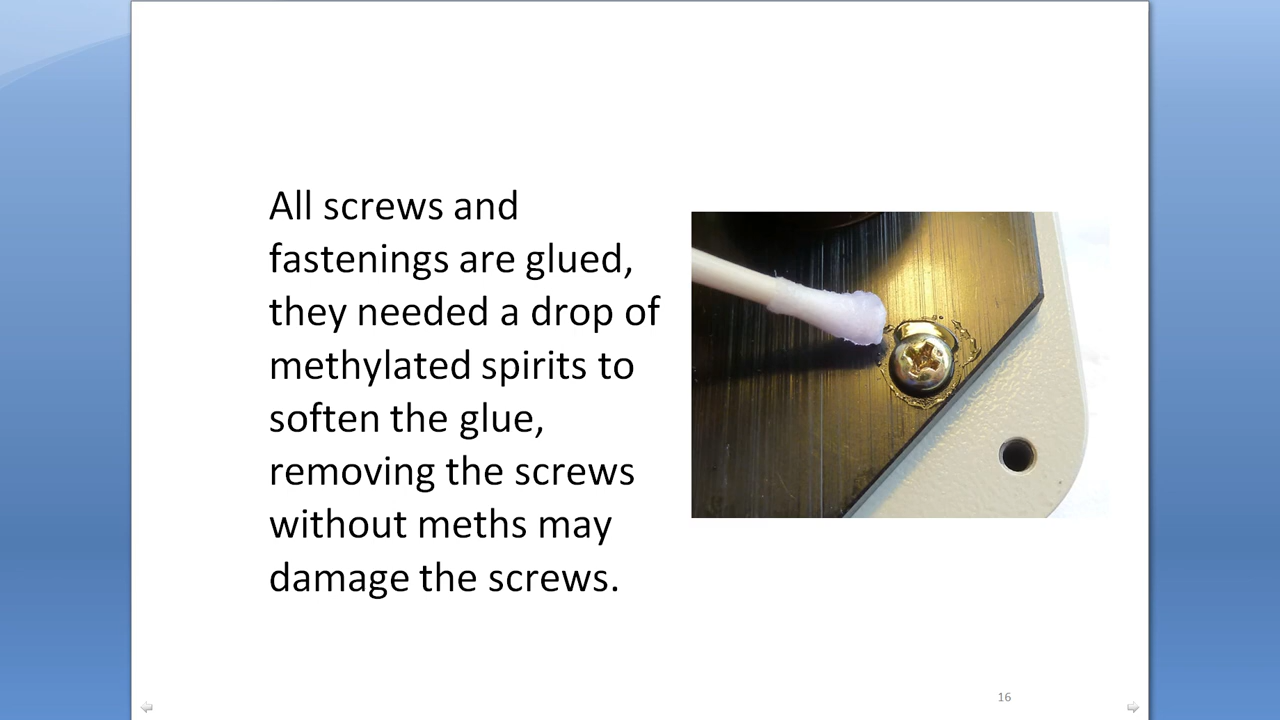 All screws and
fastenings are glued,
they needed a drop of
methylated spirits to
soften the glue,
removing the screws
without meths may
damage the screws.
16